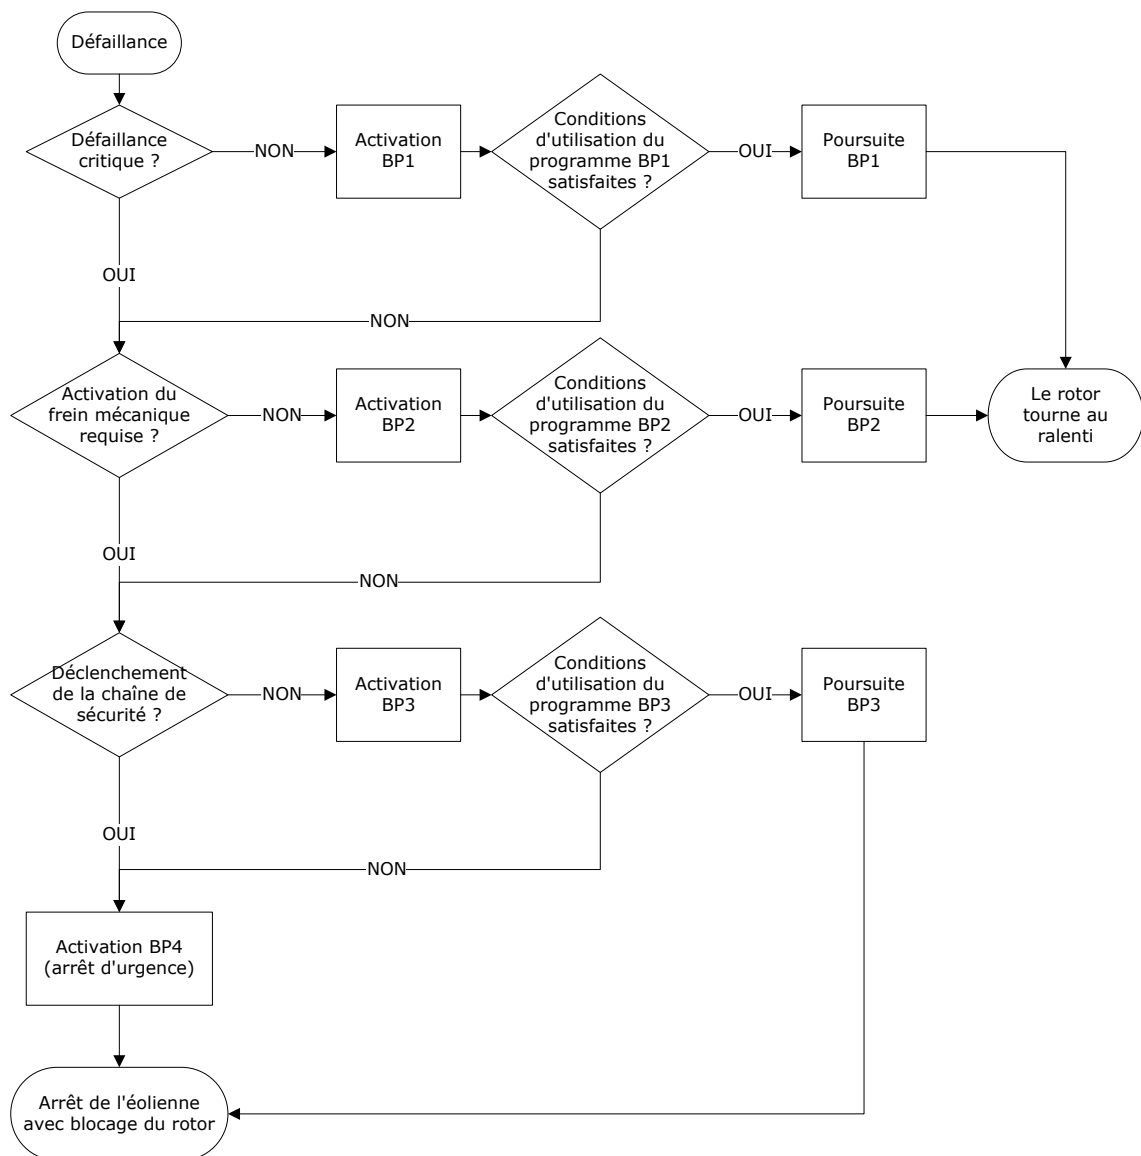 Défaillance
Défaillance
critique ?
NON
Activation
BP1
Conditions
d'utilisation du
programme BP1
satisfaites ?
OUI
Poursuite
BP1
OUI
NON
Activation du
frein mécanique
requise ?
NON
Activation
BP2
Conditions
d'utilisation du
programme BP2
satisfaites ?
OUI
Poursuite
BP2
Le rotor
tourne au
ralenti
OUI
NON
Déclenchement
de la chaîne de
sécurité ?
NON
Activation
BP3
Conditions
d'utilisation du
programme BP3
satisfaites ?
OUI
Poursuite
BP3
OUI
NON
Activation BP4
(arrêt d'urgence)
Arrêt de l'éolienne
avec blocage du rotor